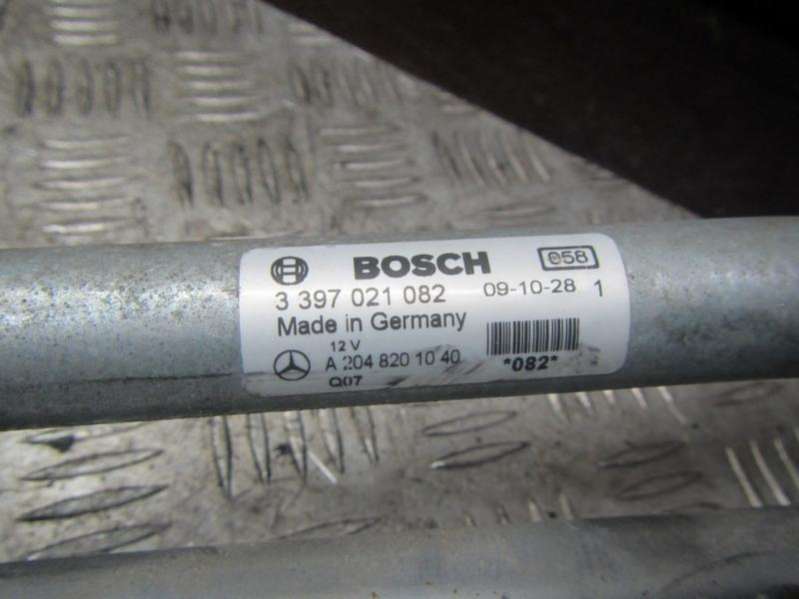 BOSCH 058
3 397 021 082 09-10-28 1
Made in Germany
12 V
A 204 820 10 40 *082*
Q07